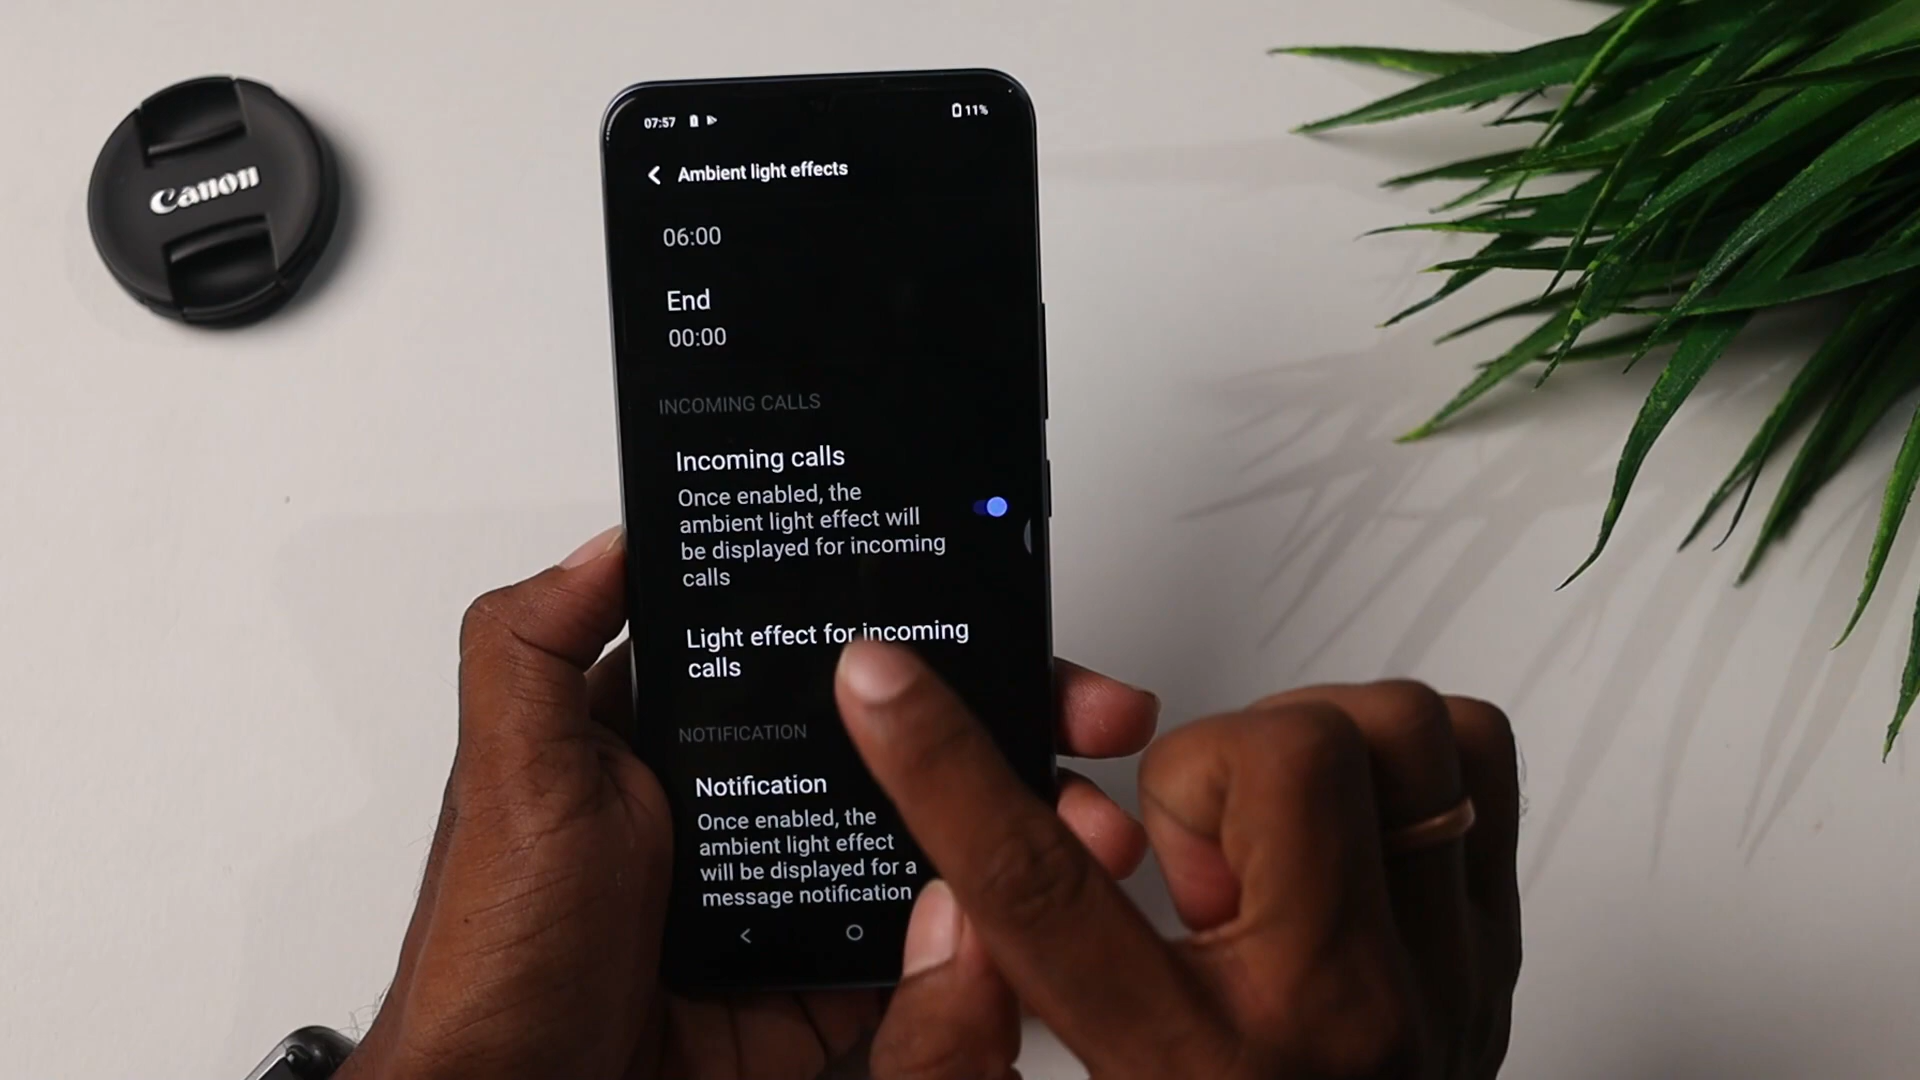 Canon
07:57
11%
Ambient light effects
06:00
End
00:00
INCOMING CALLS
Incoming calls
Once enabled, the
ambient light effect will
be displayed for incoming
calls
Light effect for incoming
calls
NOTIFICATION
Notification
Once enabled, the
ambient light effect
will be displayed for a
message notification